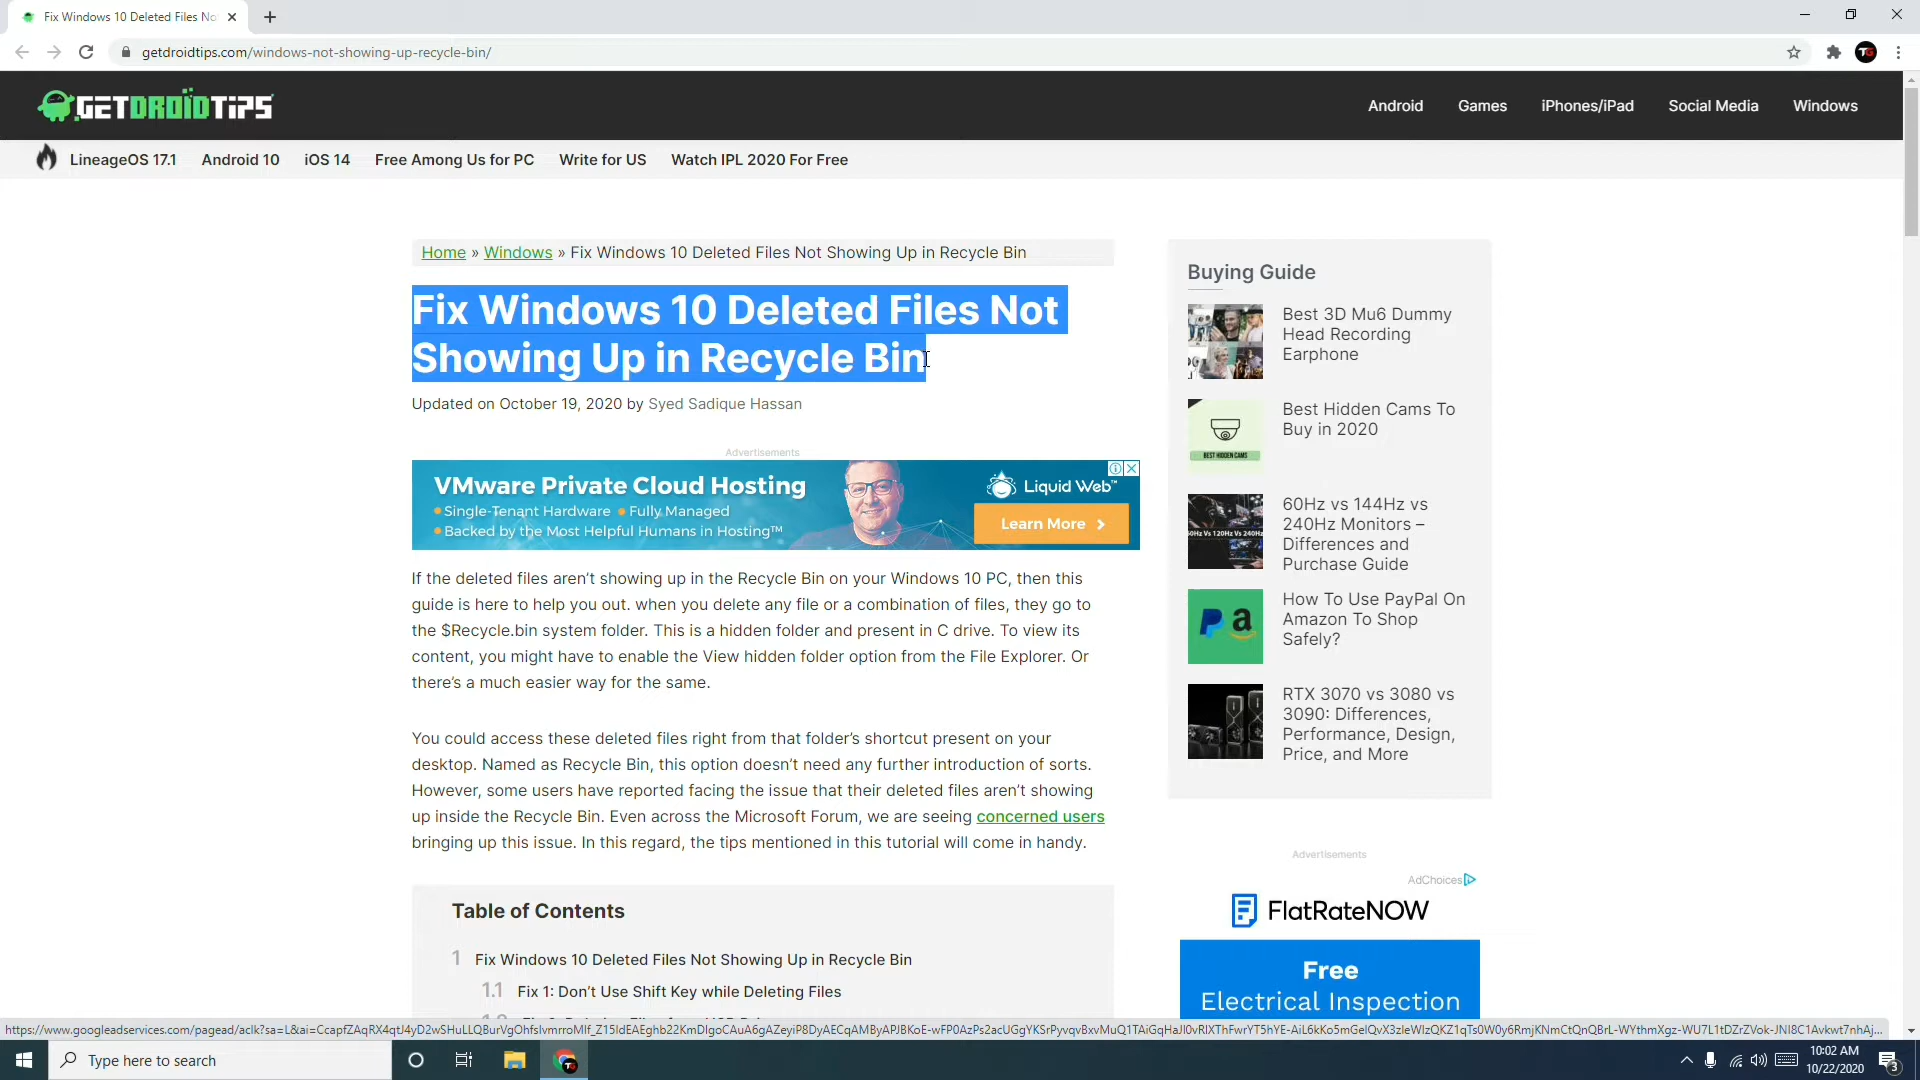 Fix Windows 10 Deleted Files No
getdroidtips.com/windows-not-showing-up-recycle-bin/
TG
GETDROIDTIPS
Android
Games
iPhones/iPad
Social Media
Windows
LineageOS 17.1
Android 10
iOS 14
Free Among Us for PC
Write for US
Watch IPL 2020 For Free
Home » Windows » Fix Windows 10 Deleted Files Not Showing Up in Recycle Bin
Fix Windows 10 Deleted Files Not
Showing Up in Recycle Bin
Updated on October 19, 2020 by Syed Sadique Hassan
Advertisements
VMware Private Cloud Hosting
Single-Tenant Hardware • Fully Managed
Backed by the Most Helpful Humans in Hosting™
Liquid Web™
Learn More
If the deleted files aren’t showing up in the Recycle Bin on your Windows 10 PC, then this
guide is here to help you out. when you delete any file or a combination of files, they go to
the $Recycle.bin system folder. This is a hidden folder and present in C drive. To view its
content, you might have to enable the View hidden folder option from the File Explorer. Or
there’s a much easier way for the same.
You could access these deleted files right from that folder’s shortcut present on your
desktop. Named as Recycle Bin, this option doesn’t need any further introduction of sorts.
However, some users have reported facing the issue that their deleted files aren’t showing
up inside the Recycle Bin. Even across the Microsoft Forum, we are seeing concerned users
bringing up this issue. In this regard, the tips mentioned in this tutorial will come in handy.
Table of Contents
1 Fix Windows 10 Deleted Files Not Showing Up in Recycle Bin
1.1 Fix 1: Don’t Use Shift Key while Deleting Files
Buying Guide
Best 3D Mu6 Dummy
Head Recording
Earphone
BEST HIDDEN CAMS
Best Hidden Cams To
Buy in 2020
60Hz vs 144Hz vs
240Hz Monitors –
Differences and
Purchase Guide
How To Use PayPal On
Amazon To Shop
Safely?
RTX 3070 vs 3080 vs
3090: Differences,
Performance, Design,
Price, and More
Advertisements
AdChoices
FlatRateNOW
Free
Electrical Inspection
Type here to search
10:02 AM
10/22/2020
3